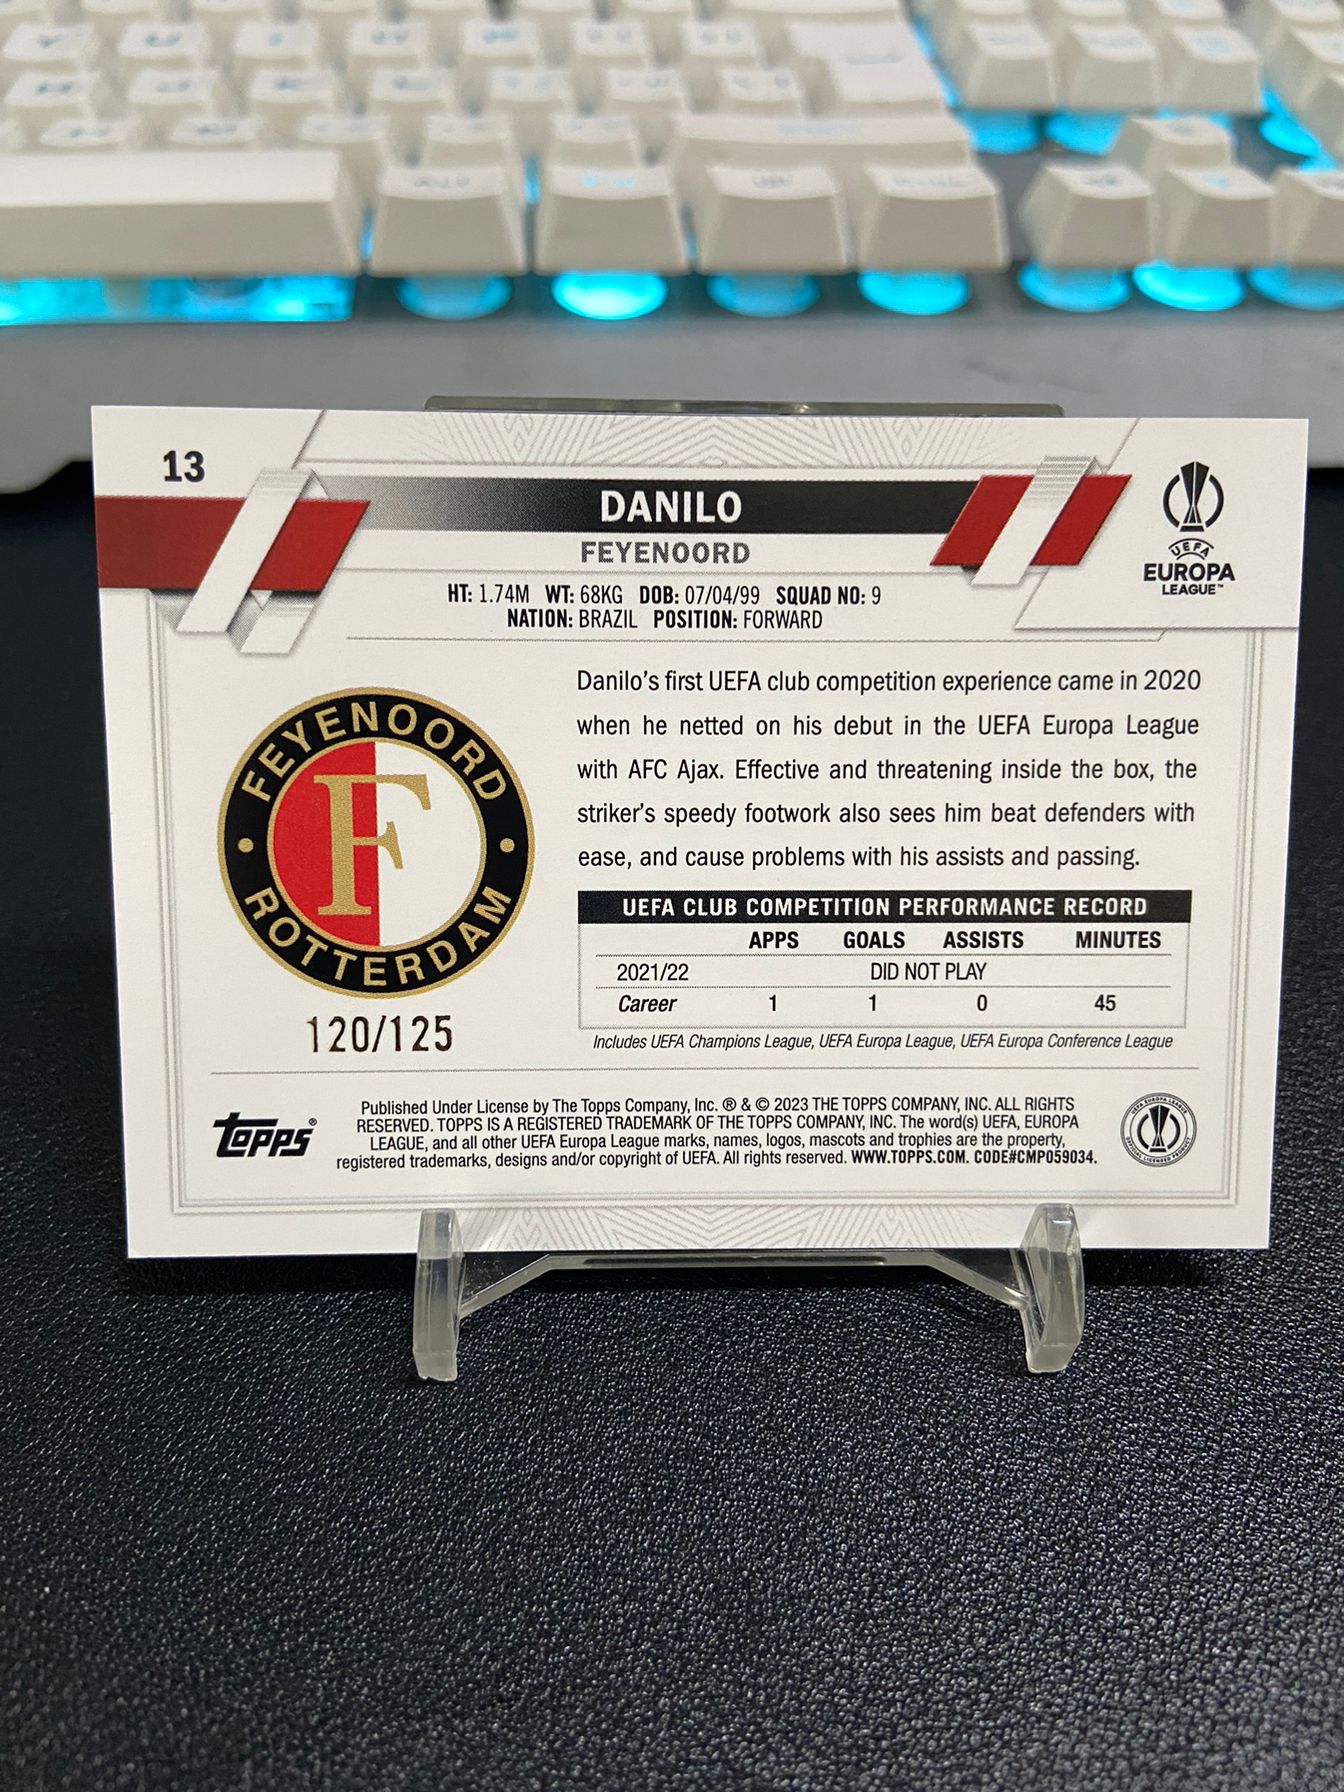 13
DANILO
FEYENOORD
HT: 1.74M WT: 68KG DOB: 07/04/99 SQUAD NO: 9
NATION: BRAZIL POSITION: FORWARD
UEFA
EUROPA
LEAGUE™
Danilo's first UEFA club competition experience came in 2020
when he netted on his debut in the UEFA Europa League
with AFC Ajax. Effective and threatening inside the box, the
striker's speedy footwork also sees him beat defenders with
ease, and cause problems with his assists and passing.
FEYENOORD
F
ROTTERDAM
120/125
UEFA CLUB COMPETITION PERFORMANCE RECORD
APPS GOALS ASSISTS MINUTES
2021/22 DID NOT PLAY
Career 1 1 0 45
Includes UEFA Champions League, UEFA Europa League, UEFA Europa Conference League
Topps®
Published Under License by The Topps Company, Inc. ® & © 2023 THE TOPPS COMPANY, INC. ALL RIGHTS
RESERVED. TOPPS IS A REGISTERED TRADEMARK OF THE TOPPS COMPANY, INC. The word(s) UEFA, EUROPA
LEAGUE, and all other UEFA Europa League marks, names, logos, mascots and trophies are the property,
registered trademarks, designs and/or copyright of UEFA. All rights reserved. WWW.TOPPS.COM. CODE#CMP059034.
UEFA EUROPA LEAGUE
OFFICIAL LICENSED PRODUCT